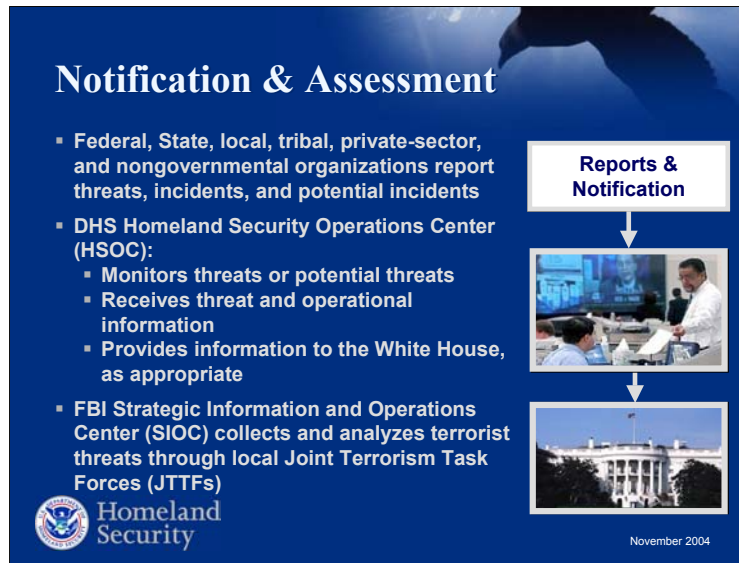 Notification & Assessment
▪ Federal, State, local, tribal, private-sector,
and nongovernmental organizations report
threats, incidents, and potential incidents
▪ DHS Homeland Security Operations Center
(HSOC):
▪ Monitors threats or potential threats
▪ Receives threat and operational
information
▪ Provides information to the White House,
as appropriate
▪ FBI Strategic Information and Operations
Center (SIOC) collects and analyzes terrorist
threats through local Joint Terrorism Task
Forces (JTTFs)
Reports &
Notification
Homeland
Security
November 2004